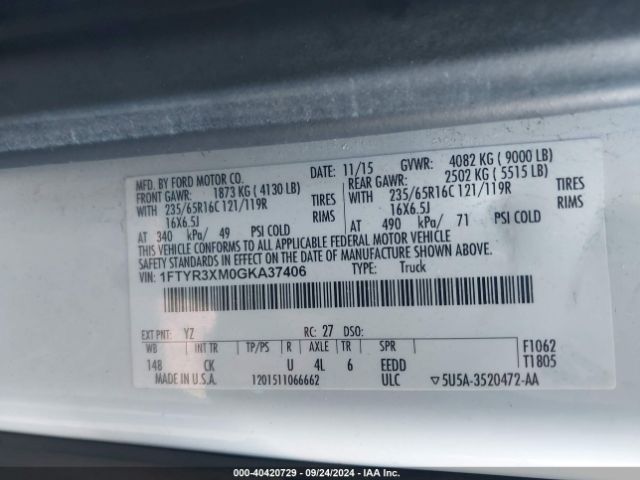 MFD. BY FORD MOTOR CO. DATE: 11/15 GVWR: 4082 KG ( 9000 LB)
FRONT GAWR: 1873 KG ( 4130 LB) REAR GAWR: 2502 KG ( 5515 LB)
WITH 235/65R16C 121/119R TIRES WITH 235/65R16C 121/119R TIRES
16X6.5J RIMS 16X6.5J RIMS
AT 340 kPa/ 49 PSI COLD AT 490 kPa/ 71 PSI COLD
THIS VEHICLE CONFORMS TO ALL APPLICABLE FEDERAL MOTOR VEHICLE
SAFETY STANDARDS IN EFFECT ON THE DATE OF MANUFACTURE SHOWN ABOVE.
VIN: 1FTYR3XM0GKA37406 TYPE: Truck
EXT PNT: YZ RC: 27 DSO:
WB INT TR TP/PS R AXLE TR SPR F1062
148 CK U 4L 6 EEDD T1805
MADE IN U.S.A. 1201511066662 ULC ▽5U5A-3520472-AA
000-40420729 - 09/24/2024 - IAAI.COM